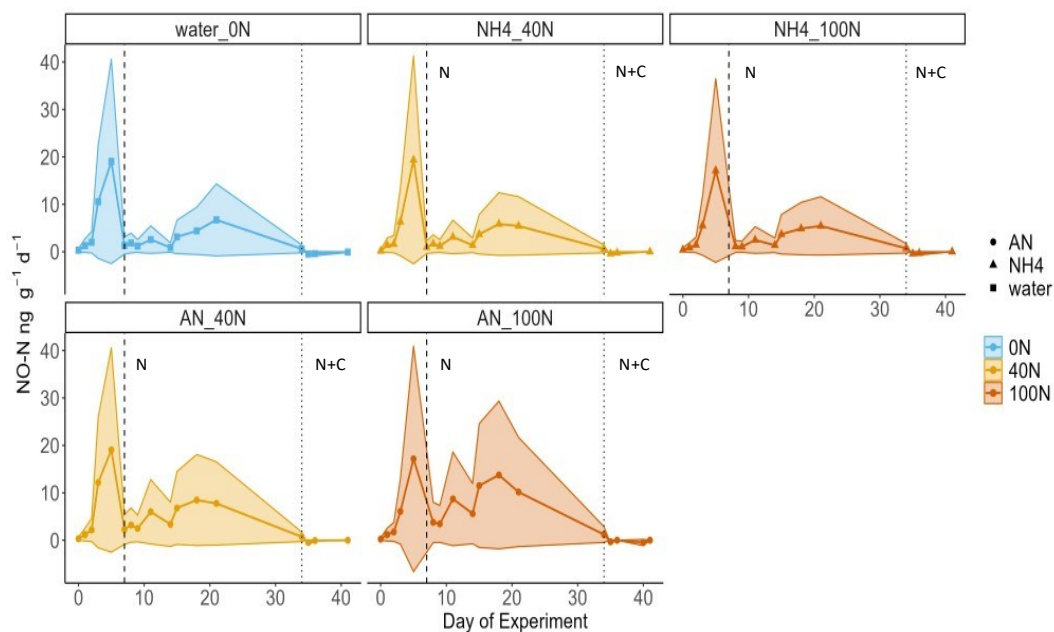 water_0N
NH4_40N
NH4_100N
N
N+C
N
N+C
40
30
20
10
0
0 10 20 30 40
AN
NH4
water
AN_40N
AN_100N
N
N+C
N
N+C
40
30
20
10
0
0 10 20 30 40
0 10 20 30 40
0N
40N
100N
NO-N ng g⁻¹ d⁻¹
Day of Experiment